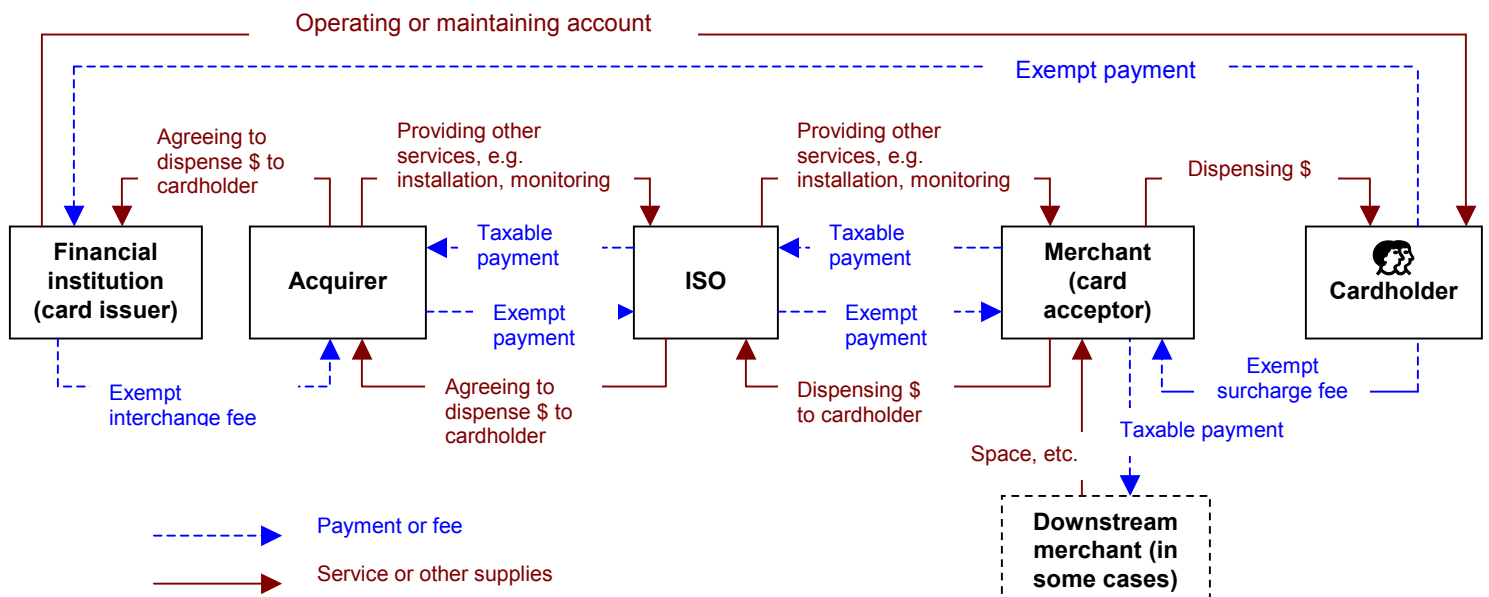 Operating or maintaining account
Exempt payment
Agreeing to
dispense $ to
cardholder
Providing other
services, e.g.
installation, monitoring
Providing other
services, e.g.
installation, monitoring
Dispensing $
Financial
institution
(card issuer)
Acquirer
Taxable
payment
Exempt
payment
ISO
Taxable
payment
Exempt
payment
Merchant
(card
acceptor)
Cardholder
Exempt
interchange fee
Agreeing to
dispense $ to
cardholder
Dispensing $
to cardholder
Exempt
surcharge fee
Taxable payment
Space, etc.
Downstream
merchant (in
some cases)
Payment or fee
Service or other supplies